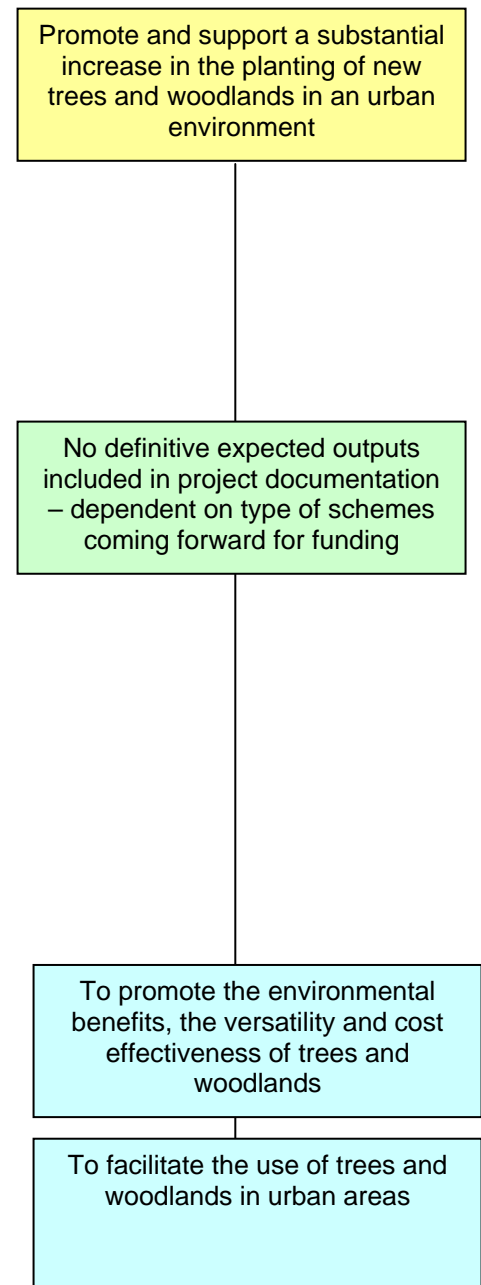 Promote and support a substantial
increase in the planting of new
trees and woodlands in an urban
environment
No definitive expected outputs
included in project documentation
– dependent on type of schemes
coming forward for funding
To promote the environmental
benefits, the versatility and cost
effectiveness of trees and
woodlands
To facilitate the use of trees and
woodlands in urban areas